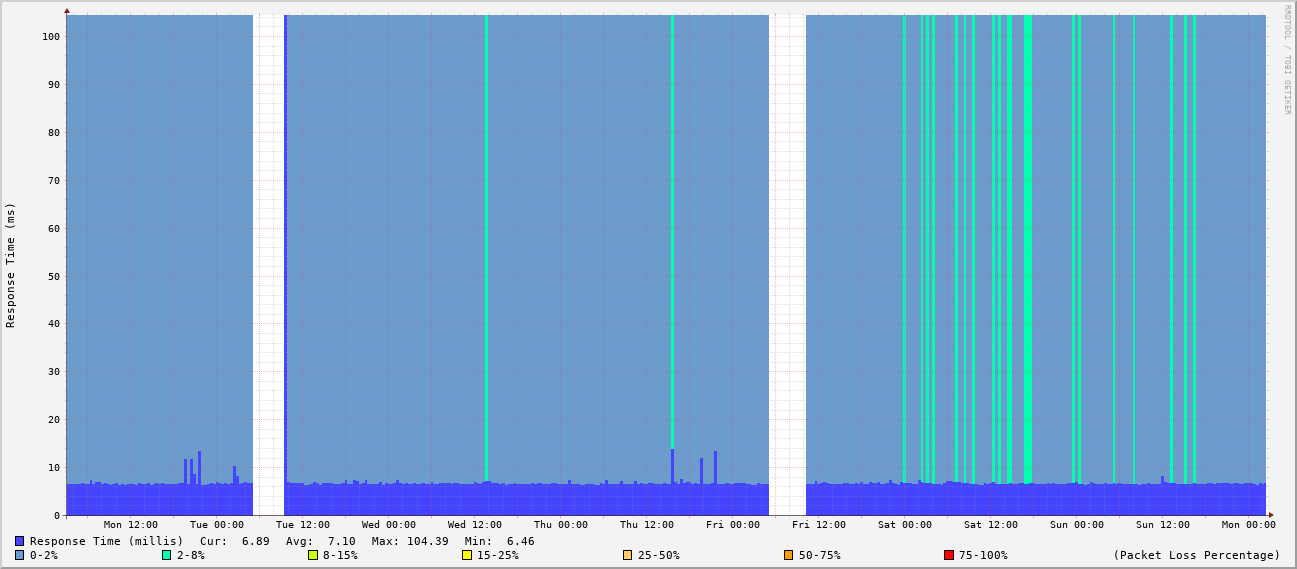 RRDTOOL / TOBI OETIKER
Response Time (ms)
100
90
80
70
60
50
40
30
20
10
0
Mon 12:00 Tue 00:00 Tue 12:00 Wed 00:00 Wed 12:00 Thu 00:00 Thu 12:00 Fri 00:00 Fri 12:00 Sat 00:00 Sat 12:00 Sun 00:00 Sun 12:00 Mon 00:00
Response Time (millis) Cur: 6.89 Avg: 7.10 Max: 104.39 Min: 6.46
0-2% 2-8% 8-15% 15-25% 25-50% 50-75% 75-100% (Packet Loss Percentage)